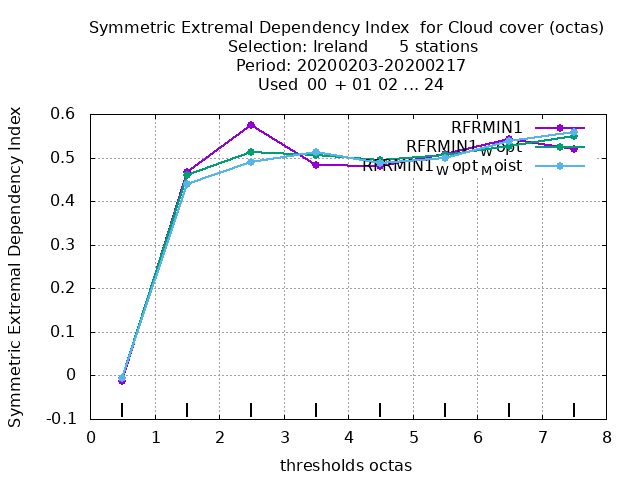 Symmetric Extremal Dependency Index for Cloud cover (octas)
Selection: Ireland 5 stations
Period: 20200203-20200217
Used 00 + 01 02 ... 24
Symmetric Extremal Dependency Index
0.6
0.5
0.4
0.3
0.2
0.1
0
-0.1
RFRMIN1
RFRMIN1WOpt
RFRMIN1WoptMoist
0 1 2 3 4 5 6 7 8
thresholds octas